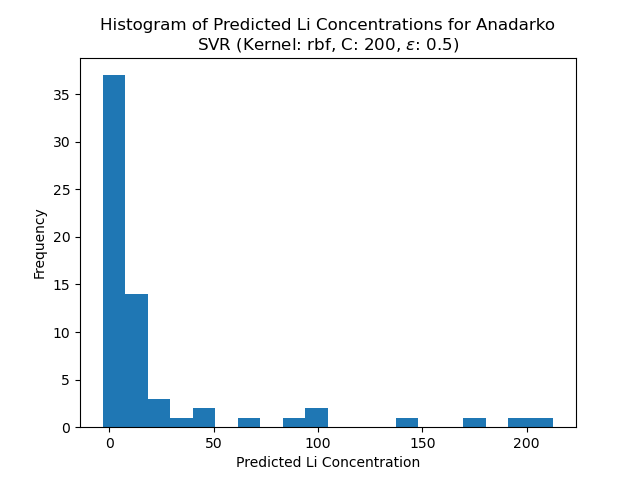 Histogram of Predicted Li Concentrations for Anadarko
SVR (Kernel: rbf, C: 200, ε: 0.5)
35
30
25
20
15
10
5
0
Frequency
0 50 100 150 200
Predicted Li Concentration